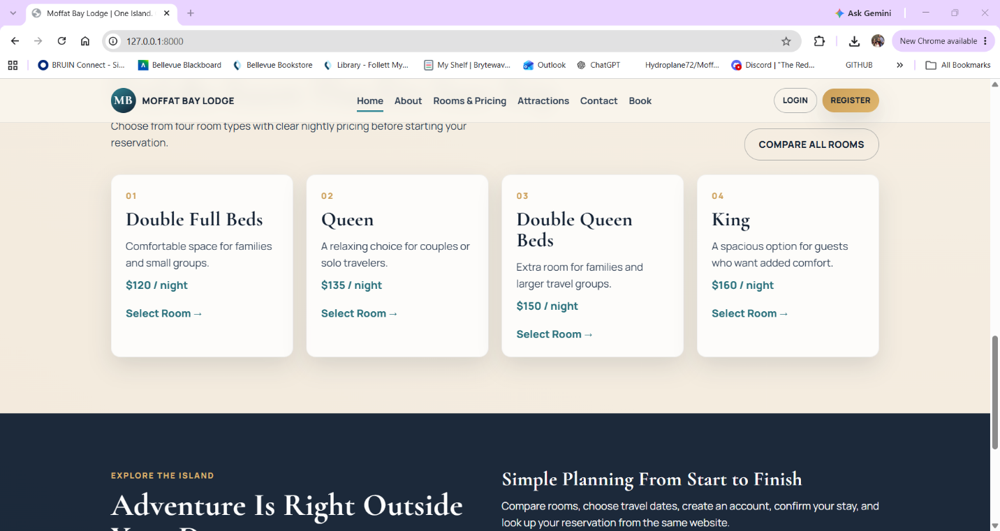 Moffat Bay Lodge | One Island.
Ask Gemini
127.0.0.1:8000
New Chrome available
BRUIN Connect - Si...
Bellevue Blackboard
Bellevue Bookstore
Library - Follett My...
My Shelf | Brytewav...
Outlook
ChatGPT
Hydroplane72/Moff...
Discord | "The Red...
GITHUB
»
All Bookmarks
MB
MOFFAT BAY LODGE
Home
About
Rooms & Pricing
Attractions
Contact
Book
LOGIN
REGISTER
Choose from four room types with clear nightly pricing before starting your
reservation.
COMPARE ALL ROOMS
01
Double Full Beds
Comfortable space for families
and small groups.
$120 / night
Select Room →
02
Queen
A relaxing choice for couples or
solo travelers.
$135 / night
Select Room →
03
Double Queen
Beds
Extra room for families and
larger travel groups.
$150 / night
Select Room →
04
King
A spacious option for guests
who want added comfort.
$160 / night
Select Room →
EXPLORE THE ISLAND
Adventure Is Right Outside
Simple Planning From Start to Finish
Compare rooms, choose travel dates, create an account, confirm your stay, and
look up your reservation from the same website.